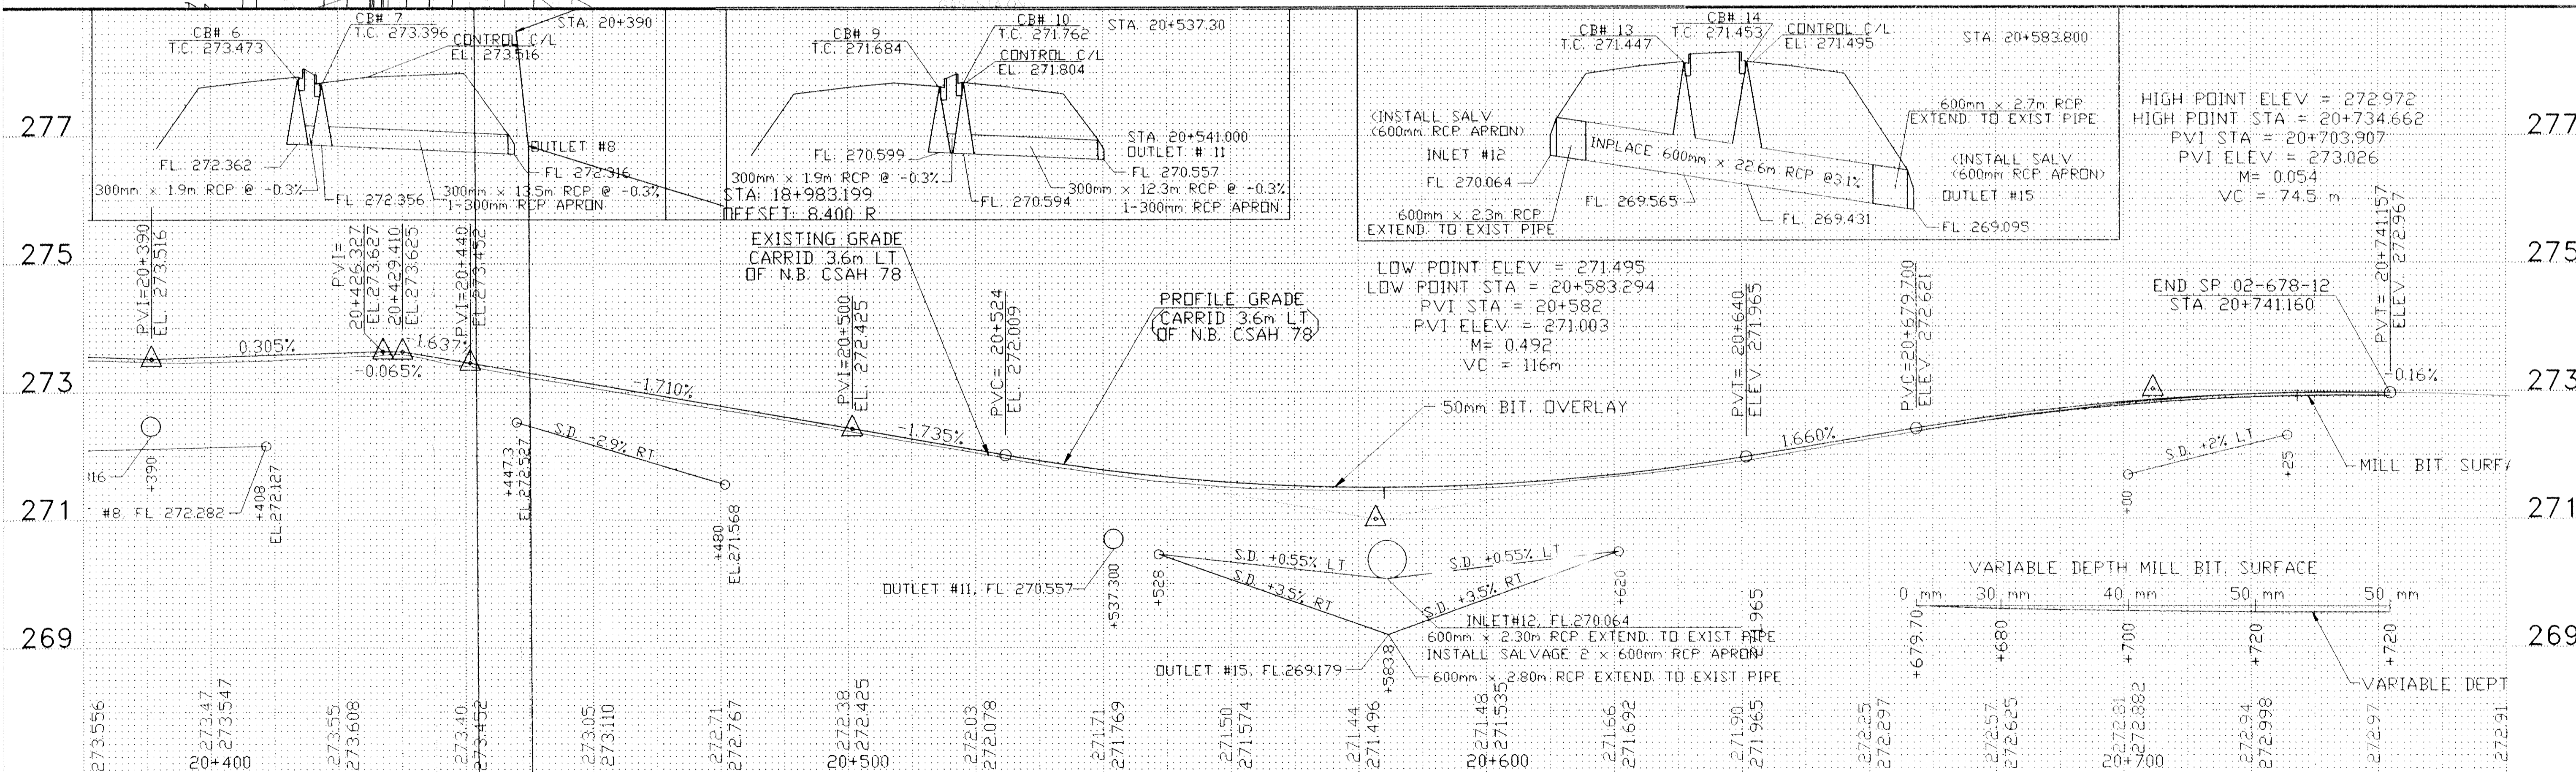 STA. 20+390
CB# 6
T.C. 273.473
CB# 7
T.C. 273.396
CONTROL C/L
EL. 273.516
OUTLET #8
FL. 272.362
FL 272.316
300mm x 1.9m RCP @ -0.3%
FL 272.356
300mm x 13.5m RCP @ -0.3%
1-300mm RCP APRON
CB# 9
T.C. 271.684
CB# 10
T.C. 271.762
STA. 20+537.30
CONTROL C/L
EL. 271.804
STA. 20+541.000
OUTLET # 11
FL. 270.599
FL 270.557
300mm x 1.9m RCP @ -0.3%
300mm x 12.3m RCP @ -0.3%
FL. 270.594
1-300mm RCP APRON
STA: 18+983.199
OFFSET: 8.400 R
CB# 13
T.C. 271.447
CB# 14
T.C. 271.453
CONTROL C/L
EL. 271.495
STA. 20+583.800
(INSTALL SALV
(600mm RCP APRON)
INLET #12
FL 270.064
INPLACE 600mm x 22.6m RCP @3.1%
600mm x 2.7m RCP
EXTEND. TO EXIST PIPE
(INSTALL SALV
(600mm RCP APRON)
OUTLET #15
600mm x 2.3m RCP
EXTEND. TO EXIST PIPE
FL. 269.565
FL. 269.431
FL 269.095
HIGH POINT ELEV = 272.972
HIGH POINT STA = 20+734.662
PVI STA = 20+703.907
PVI ELEV = 273.026
M= 0.054
VC = 74.5 m
277
277
275
275
273
273
271
271
269
269
PVI=20+390
EL 273.516
PVI=
20+426.327
EL273.627
20+429.410
EL 273.625
PVI=20+440
EL 273.452
EXISTING GRADE
CARRID 3.6m LT
OF N.B. CSAH 78
PVI=20+500
EL. 272.425
PVC= 20+524
EL. 272.009
PROFILE GRADE
(CARRID 3.6m LT)
OF N.B. CSAH 78
LOW POINT ELEV = 271.495
LOW POINT STA = 20+583.294
PVI STA = 20+582
PVI ELEV = 271.003
M= 0.492
VC = 116m
PVT= 20+640
ELEV. 271.965
PVC=20+679.700
ELEV 272.621
END SP 02-678-12
STA. 20+741.160
PVT= 20+741.157
ELEV. 272.967
0.305%
-1.637%
-0.065%
-1.710%
-1.735%
1.660%
-0.16%
50mm BIT. OVERLAY
MILL BIT. SURF
S.D. -2.9% RT
S.D. +2% LT
+00
+25
+390
#8, FL 272.282
+408
EL.272.127
+447.3
EL.272.527
+480
EL.271.568
OUTLET #11, FL 270.557
+537.300
+528
S.D. +0.55% LT
S.D. +0.55% LT
S.D. +3.5% RT
S.D. +3.5% RT
+620
INLET#12, FL.270.064
600mm x 2.30m RCP EXTEND. TO EXIST PIPE
INSTALL SALVAGE 2 x 600mm RCP APRON
OUTLET #15, FL.269.179
+583.8
600mm x 2.80m RCP EXTEND. TO EXIST PIPE
VARIABLE DEPTH MILL BIT. SURFACE
0 mm 30 mm 40 mm 50 mm 50 mm
+679.70
+680
+700
+720
+720
VARIABLE DEPT
273.556
273.47
273.547
273.55
273.608
273.40
273.452
273.05
273.110
272.71
272.767
272.38
272.425
272.03
272.078
271.71
271.769
271.50
271.574
271.44
271.496
271.48
271.535
271.66
271.692
271.90
271.965
272.25
272.297
272.57
272.625
272.81
272.882
272.94
272.998
272.97
272.91
20+400
20+500
20+600
20+700